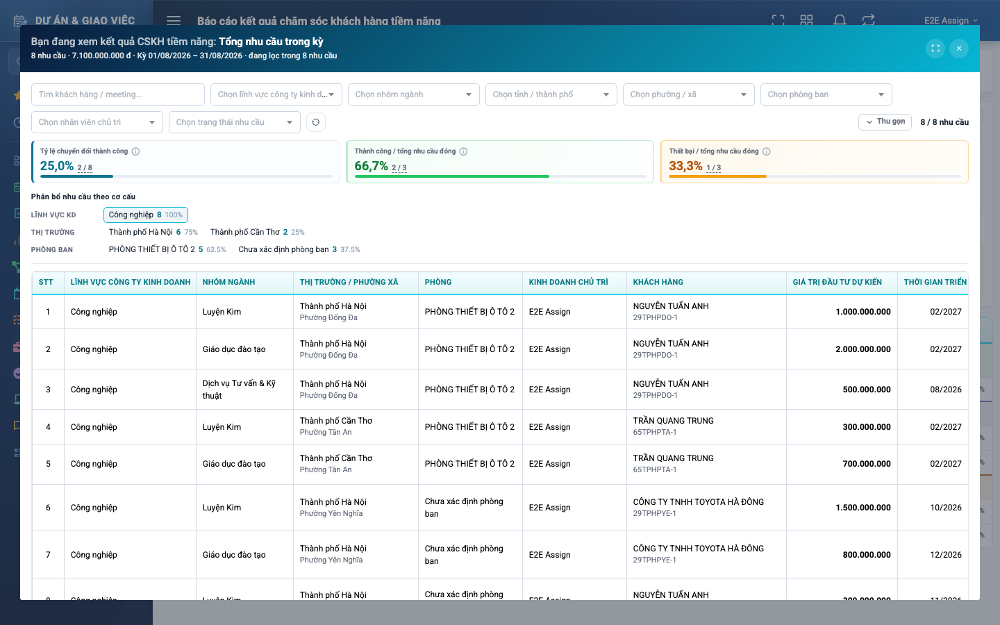 DỰ ÁN & GIAO VIỆC
Báo cáo kết quả chăm sóc khách hàng tiềm năng
E2E Assign
Bạn đang xem kết quả CSKH tiềm năng: Tổng nhu cầu trong kỳ
8 nhu cầu · 7.100.000.000 đ · Kỳ 01/08/2026 – 31/08/2026 · đang lọc trong 8 nhu cầu
Tìm khách hàng / meeting...
Chọn lĩnh vực công ty kinh d...
Chọn nhóm ngành
Chọn tỉnh / thành phố
Chọn phường / xã
Chọn phòng ban
Chọn nhân viên chủ trì
Chọn trạng thái nhu cầu
Thu gọn
8 / 8 nhu cầu
Tỷ lệ chuyển đổi thành công
25,0% 2 / 8
Thành công / tổng nhu cầu đóng
66,7% 2 / 3
Thất bại / tổng nhu cầu đóng
33,3% 1 / 3
Phân bổ nhu cầu theo cơ cấu
LĨNH VỰC KD Công nghiệp 8 100%
THỊ TRƯỜNG Thành phố Hà Nội 6 75% Thành phố Cần Thơ 2 25%
PHÒNG BAN PHÒNG THIẾT BỊ Ô TÔ 2 5 62.5% Chưa xác định phòng ban 3 37.5%
STT LĨNH VỰC CÔNG TY KINH DOANH NHÓM NGÀNH THỊ TRƯỜNG / PHƯỜNG XÃ PHÒNG KINH DOANH CHỦ TRÌ KHÁCH HÀNG GIÁ TRỊ ĐẦU TƯ DỰ KIẾN THỜI GIAN TRIỂN
1 Công nghiệp Luyện Kim Thành phố Hà Nội PHÒNG THIẾT BỊ Ô TÔ 2 E2E Assign NGUYỄN TUẤN ANH 1.000.000.000 02/2027
Phường Đống Đa 29TPHPDO-1
2 Công nghiệp Giáo dục đào tạo Thành phố Hà Nội PHÒNG THIẾT BỊ Ô TÔ 2 E2E Assign NGUYỄN TUẤN ANH 2.000.000.000 02/2027
Phường Đống Đa 29TPHPDO-1
3 Công nghiệp Dịch vụ Tư vấn & Kỹ thuật Thành phố Hà Nội PHÒNG THIẾT BỊ Ô TÔ 2 E2E Assign NGUYỄN TUẤN ANH 500.000.000 08/2026
Phường Đống Đa 29TPHPDO-1
4 Công nghiệp Luyện Kim Thành phố Cần Thơ PHÒNG THIẾT BỊ Ô TÔ 2 E2E Assign TRẦN QUANG TRUNG 300.000.000 02/2027
Phường Tân An 65TPHPTA-1
5 Công nghiệp Giáo dục đào tạo Thành phố Cần Thơ PHÒNG THIẾT BỊ Ô TÔ 2 E2E Assign TRẦN QUANG TRUNG 700.000.000 02/2027
Phường Tân An 65TPHPTA-1
6 Công nghiệp Luyện Kim Thành phố Hà Nội Chưa xác định phòng ban E2E Assign CÔNG TY TNHH TOYOTA HÀ ĐÔNG 1.500.000.000 10/2026
Phường Yên Nghĩa 29TPHPYE-1
7 Công nghiệp Giáo dục đào tạo Thành phố Hà Nội Chưa xác định phòng ban E2E Assign CÔNG TY TNHH TOYOTA HÀ ĐÔNG 800.000.000 12/2026
Phường Yên Nghĩa 29TPHPYE-1
8 Công nghiệp Luyện Kim Thành phố Hà Nội Chưa xác định phòng E2E Assign NGUYỄN TUẤN ANH 300.000.000 11/2026